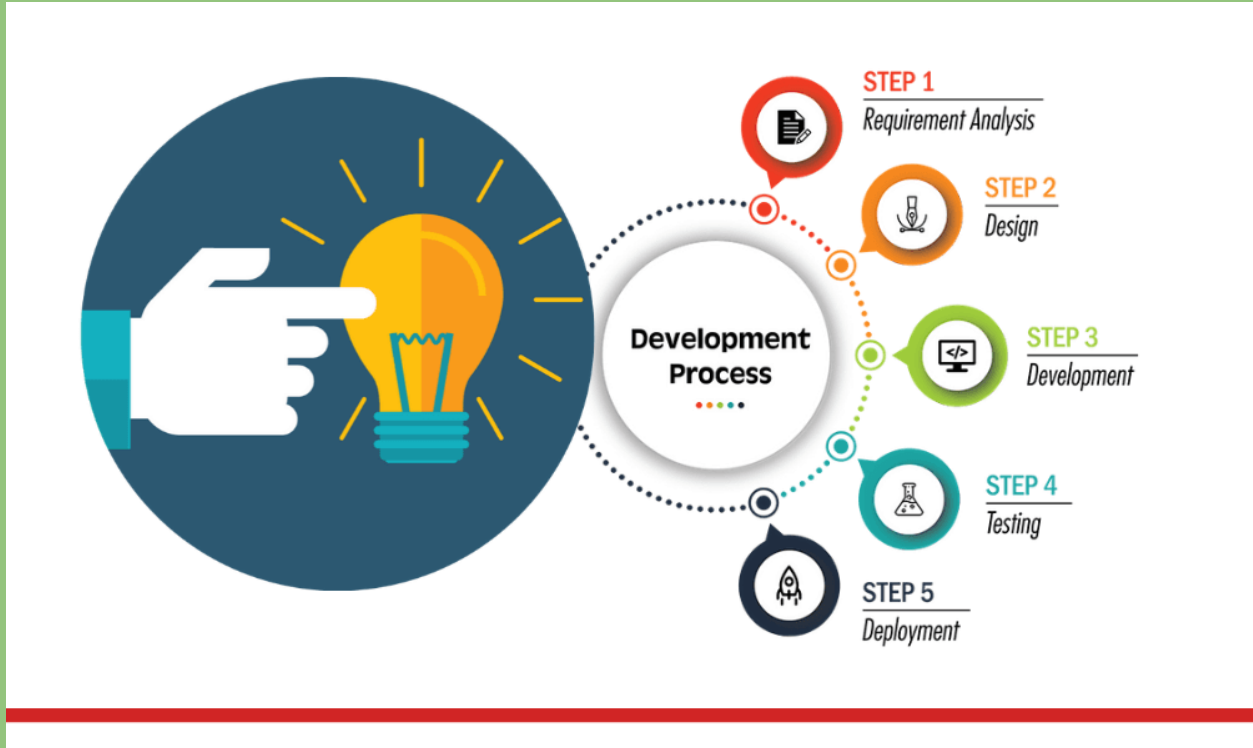 STEP 1
Requirement Analysis
STEP 2
Design
Development
Process
</>
STEP 3
Development
STEP 4
Testing
STEP 5
Deployment